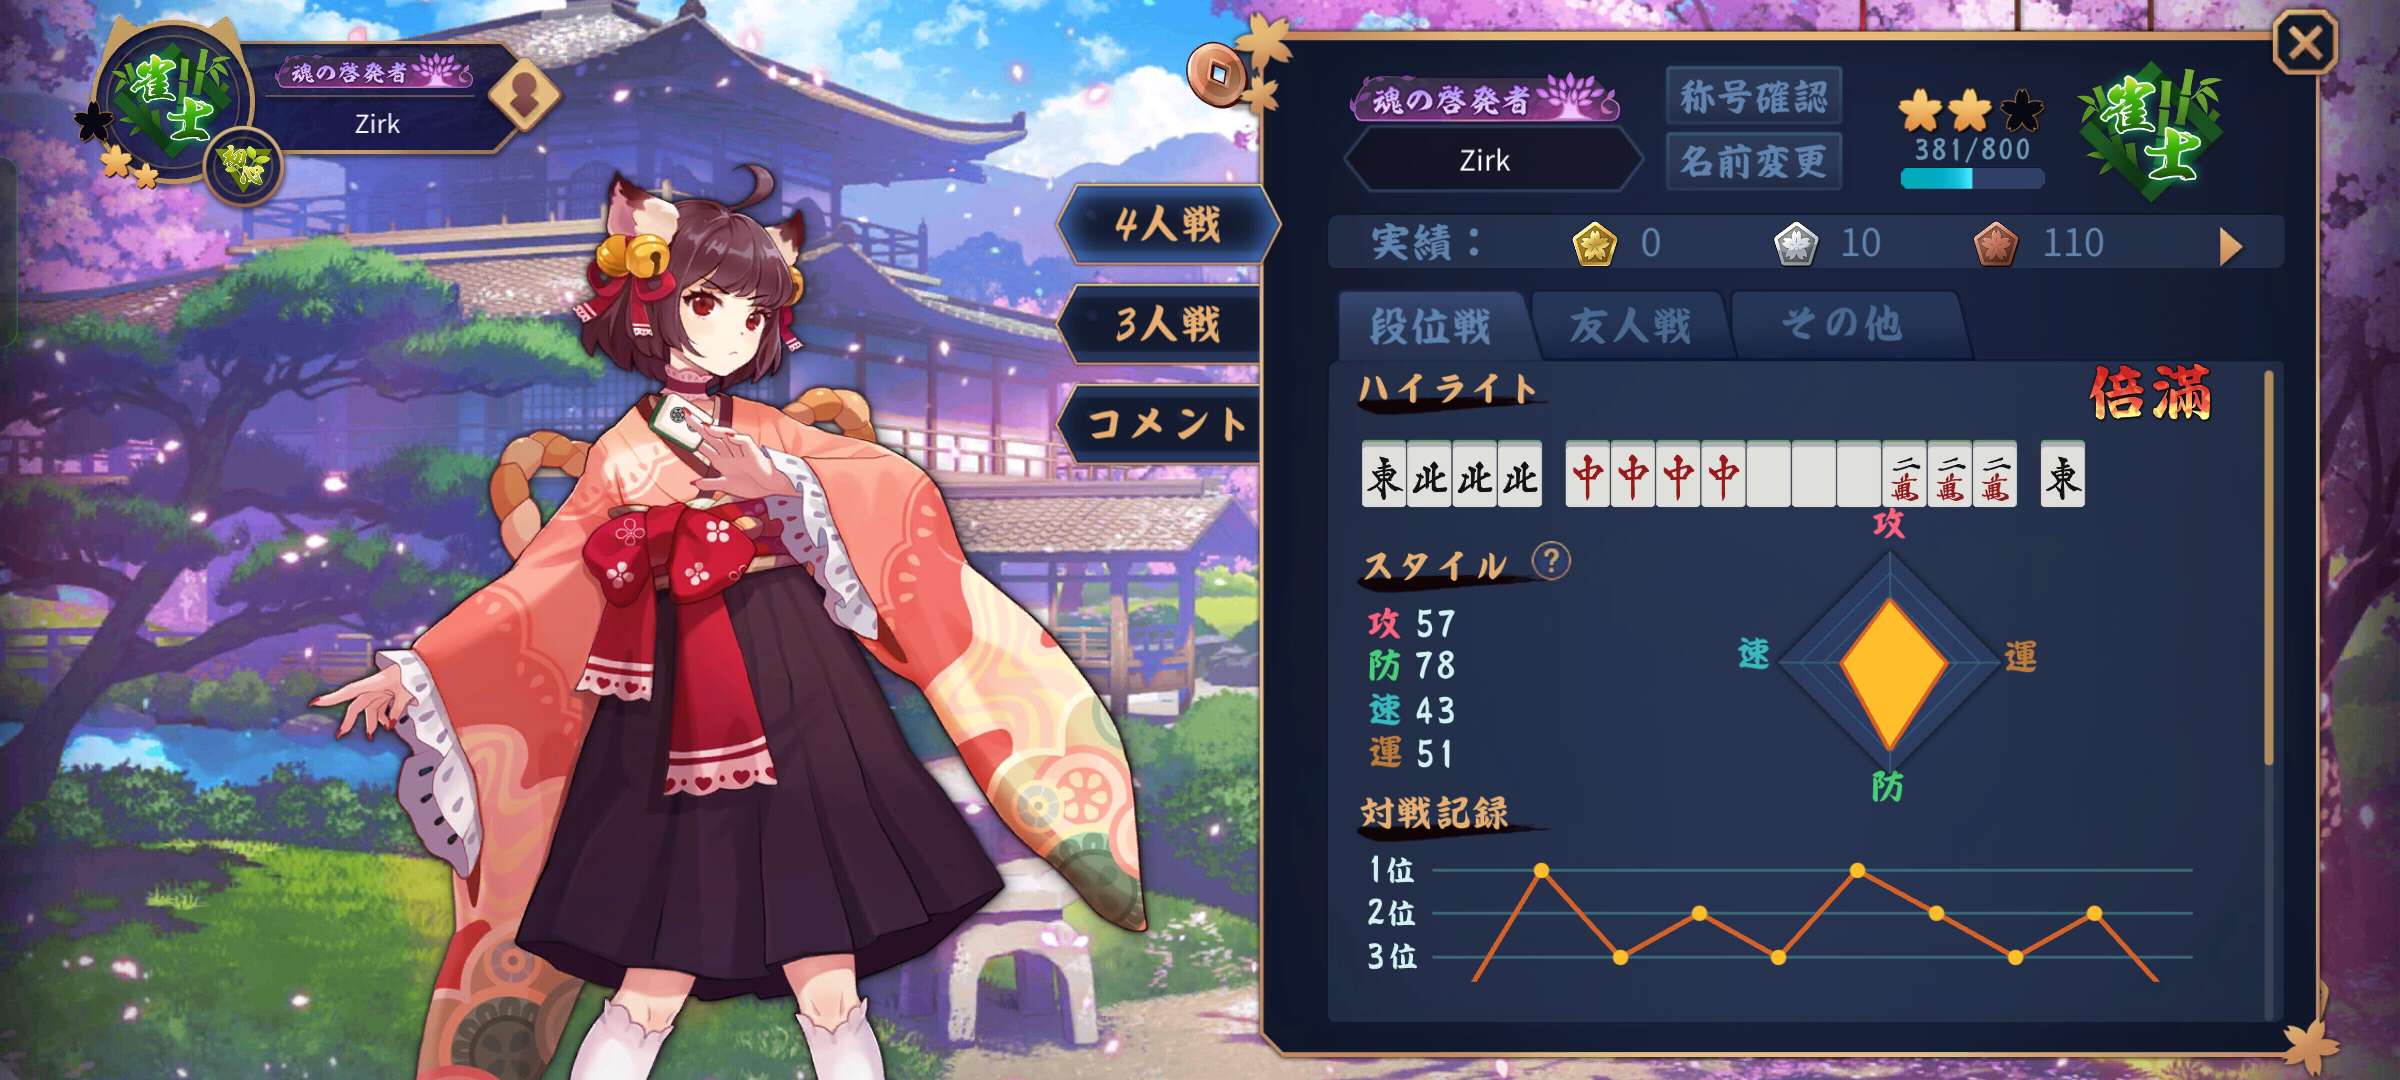 雀士
魂の啓発者
Zirk
初心
4人戦
3人戦
コメント
魂の啓発者
Zirk
称号確認
名前変更
381/800
雀士
実績： 0 10 110
段位戦 友人戦 その他
ハイライト
倍満
東北北北 中中中中 二萬 二萬 二萬 東
スタイル ?
攻 57
防 78
速 43
運 51
攻
速 運
防
対戦記録
1位
2位
3位